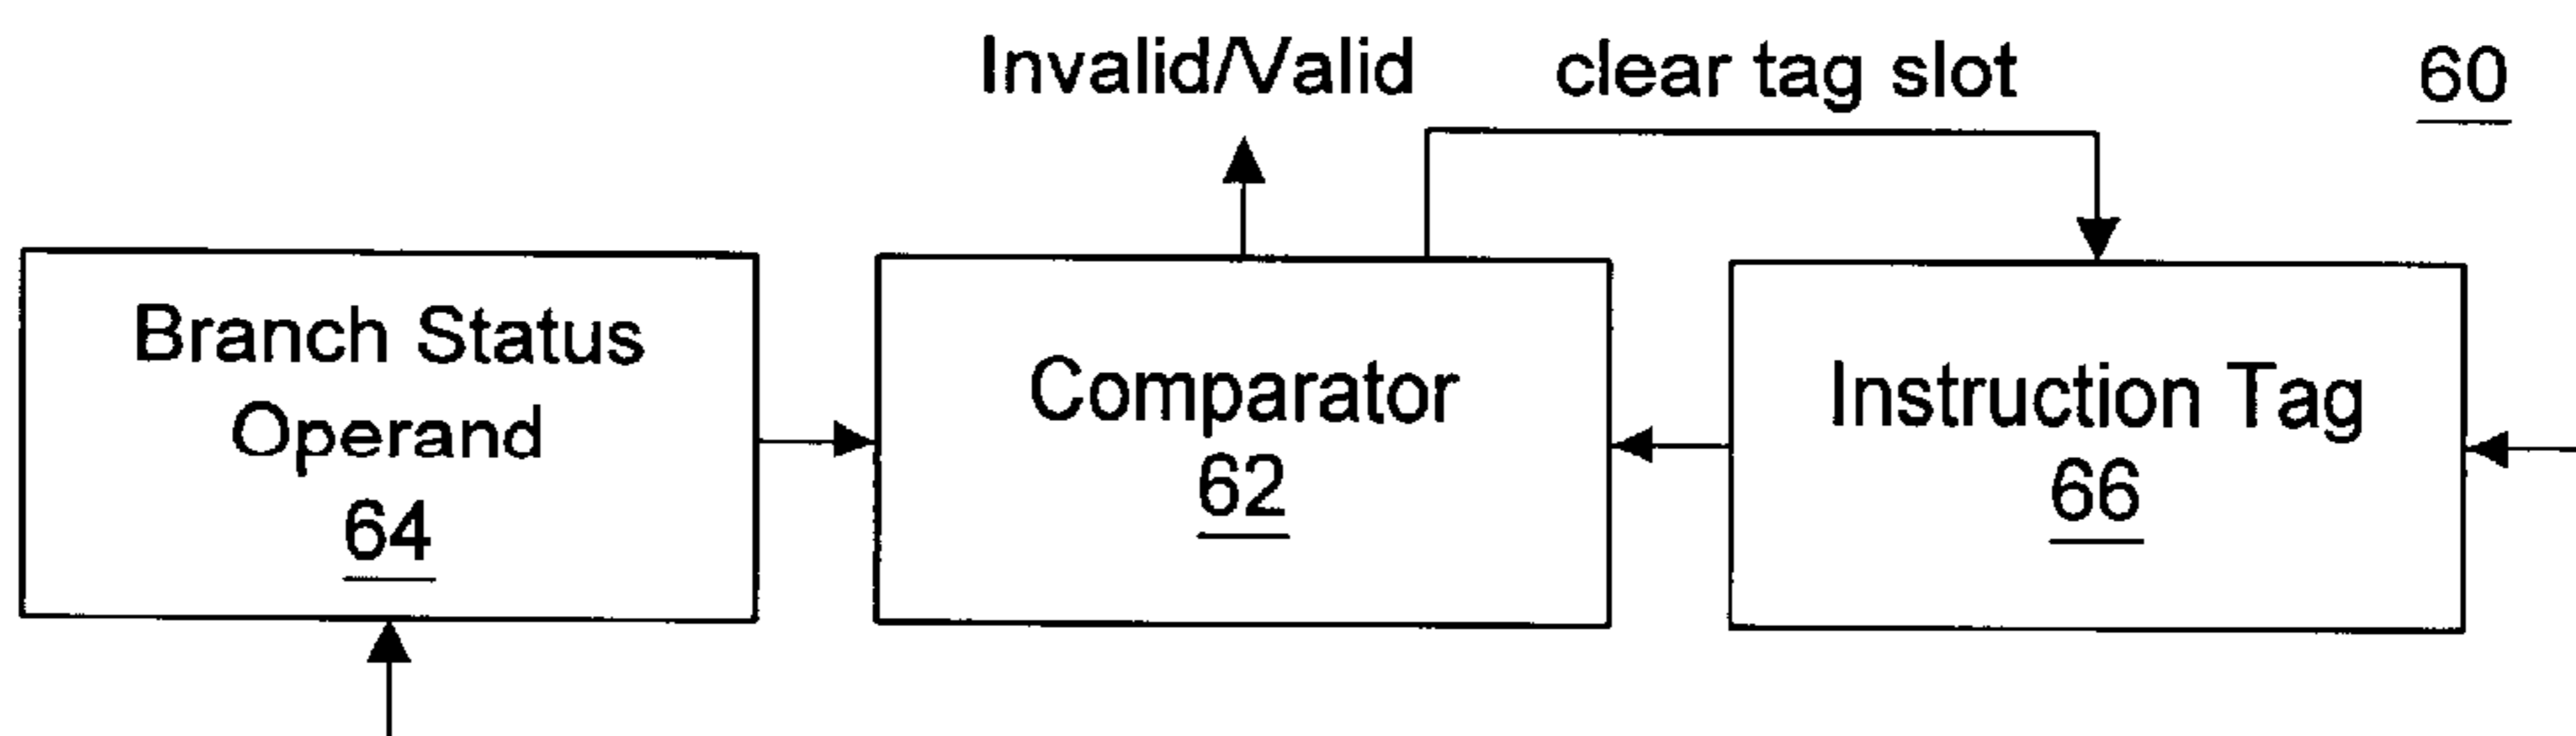 Invalid/Valid
clear tag slot
60
Branch Status
Operand
64
Comparator
62
Instruction Tag
66